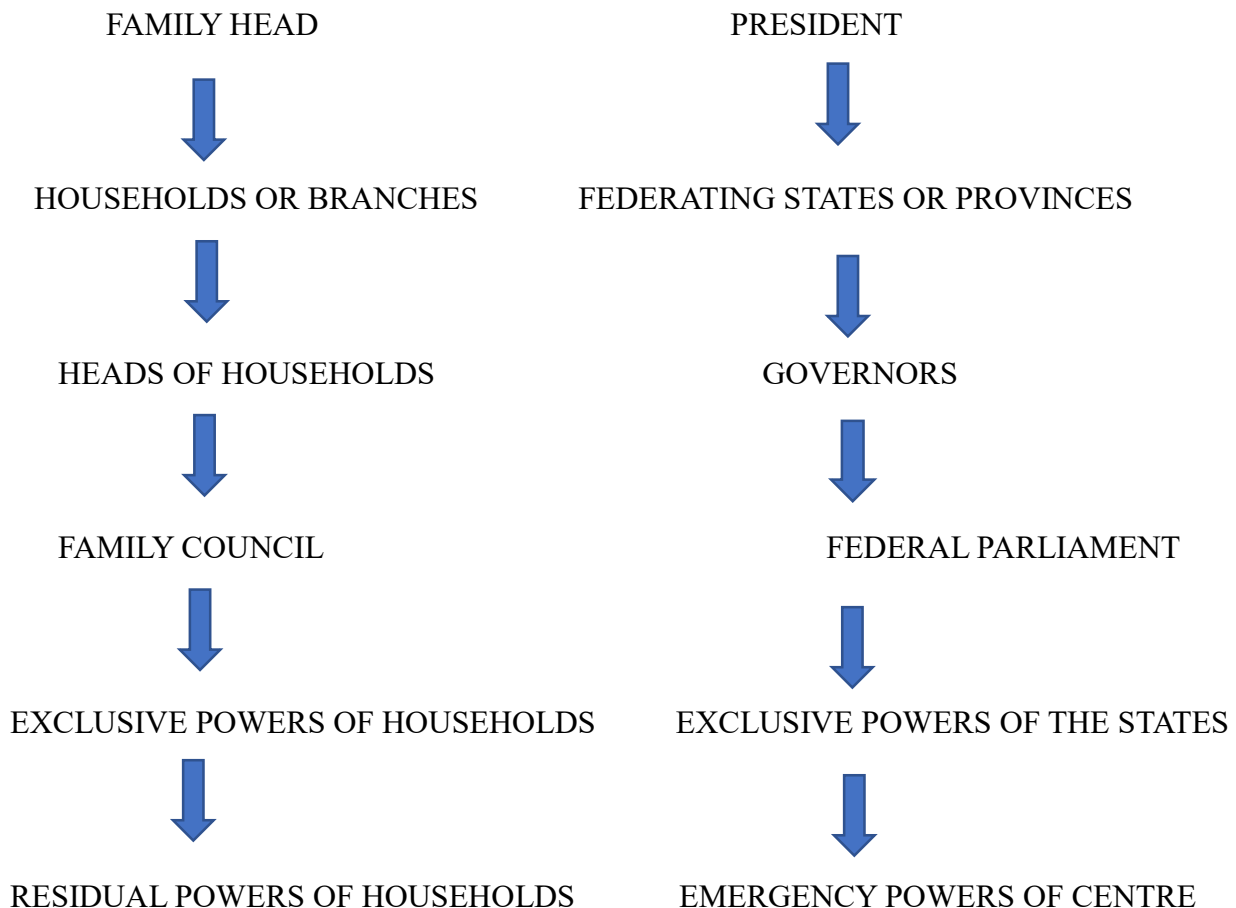 FAMILY HEAD
PRESIDENT
HOUSEHOLDS OR BRANCHES
FEDERATING STATES OR PROVINCES
HEADS OF HOUSEHOLDS
GOVERNORS
FAMILY COUNCIL
FEDERAL PARLIAMENT
EXCLUSIVE POWERS OF HOUSEHOLDS
EXCLUSIVE POWERS OF THE STATES
RESIDUAL POWERS OF HOUSEHOLDS
EMERGENCY POWERS OF CENTRE